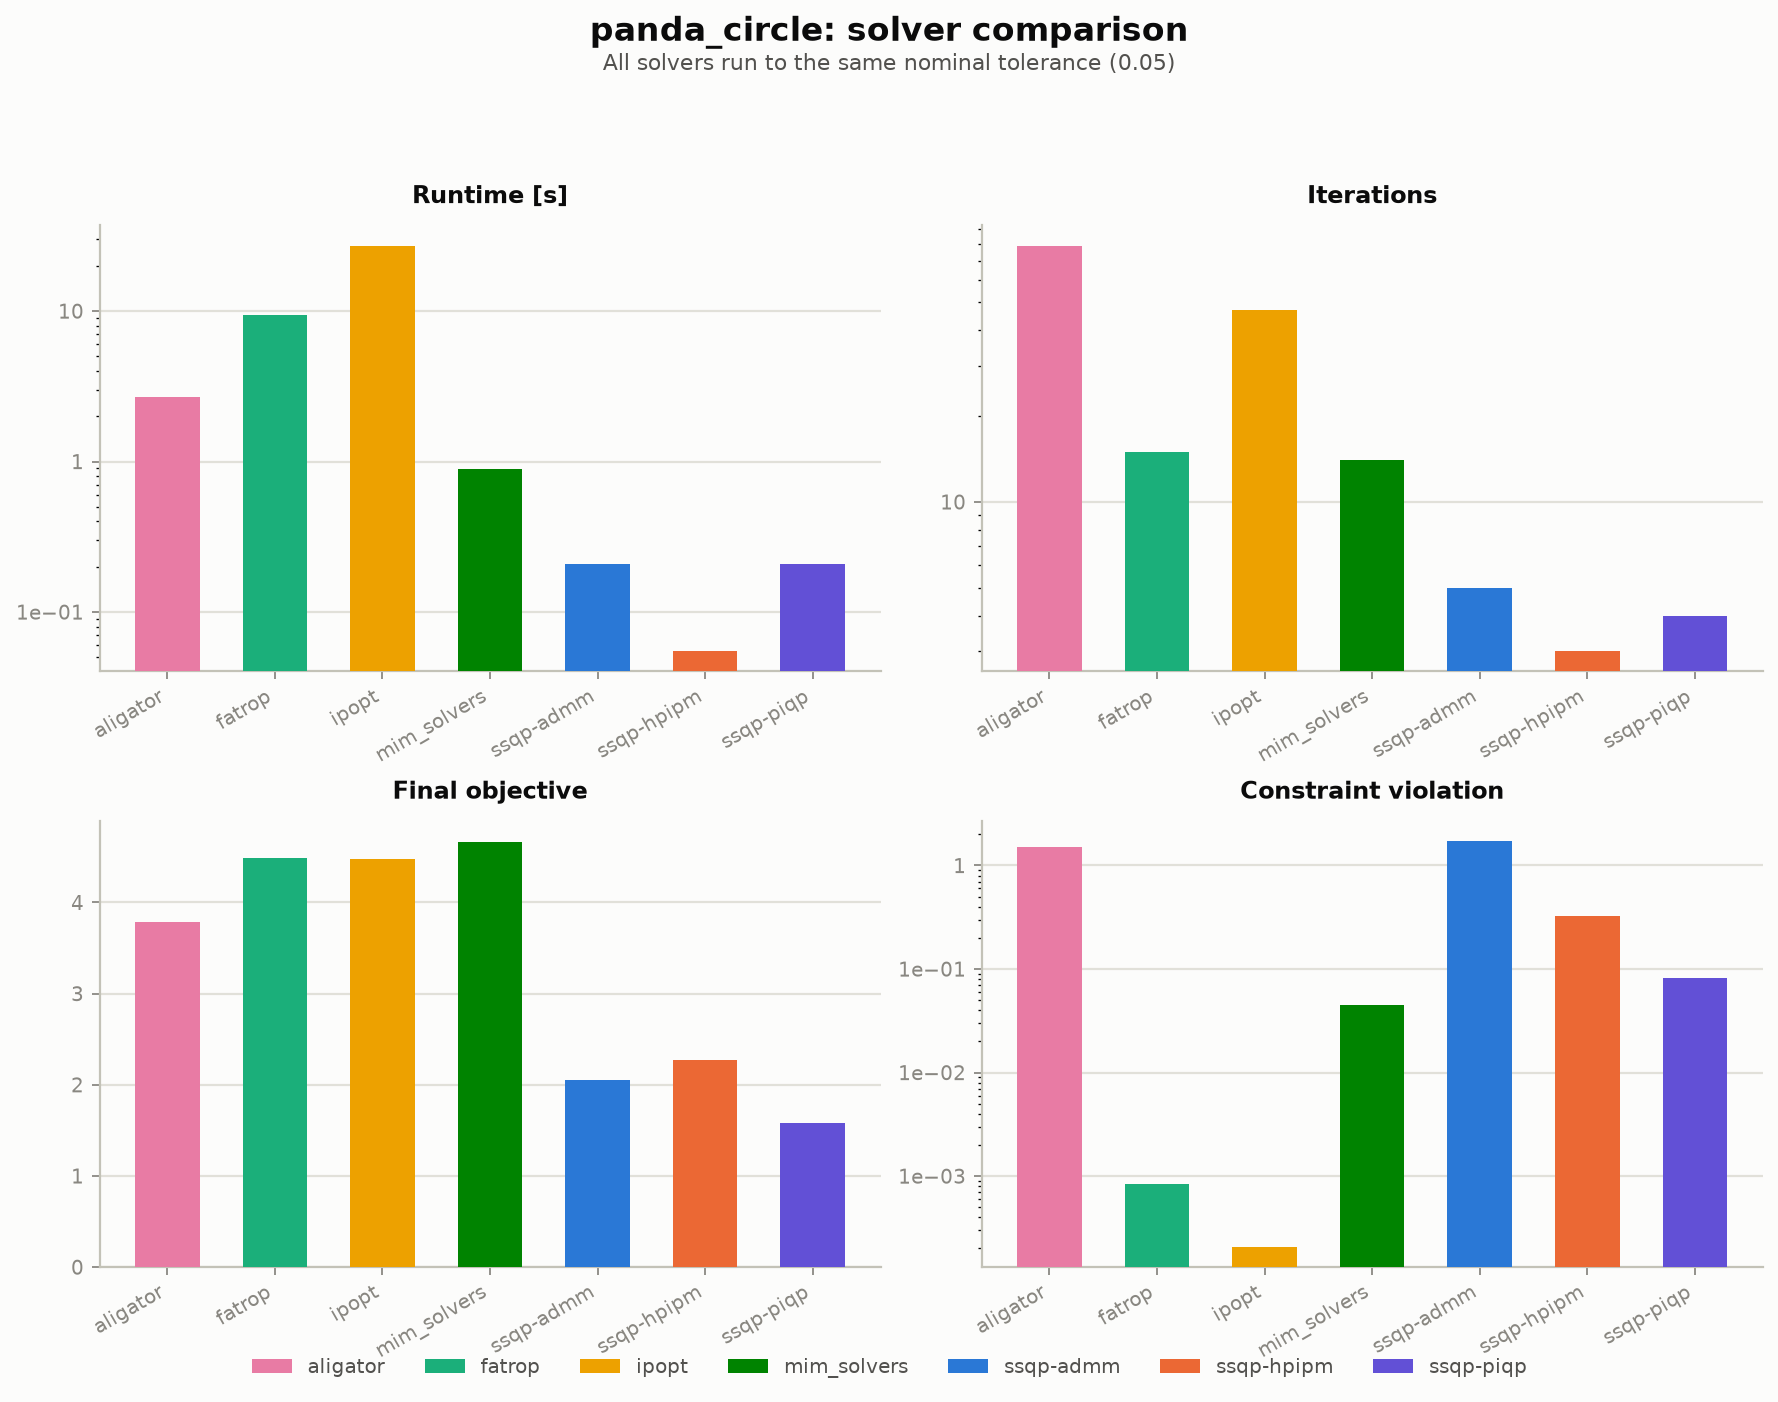 panda_circle: solver comparison
All solvers run to the same nominal tolerance (0.05)
Runtime [s]
10
1
1e−01
aligator
fatrop
ipopt
mim_solvers
ssqp-admm
ssqp-hpipm
ssqp-piqp
Iterations
10
aligator
fatrop
ipopt
mim_solvers
ssqp-admm
ssqp-hpipm
ssqp-piqp
Final objective
4
3
2
1
0
aligator
fatrop
ipopt
mim_solvers
ssqp-admm
ssqp-hpipm
ssqp-piqp
Constraint violation
1
1e−01
1e−02
1e−03
aligator
fatrop
ipopt
mim_solvers
ssqp-admm
ssqp-hpipm
ssqp-piqp
aligator fatrop ipopt mim_solvers ssqp-admm ssqp-hpipm ssqp-piqp